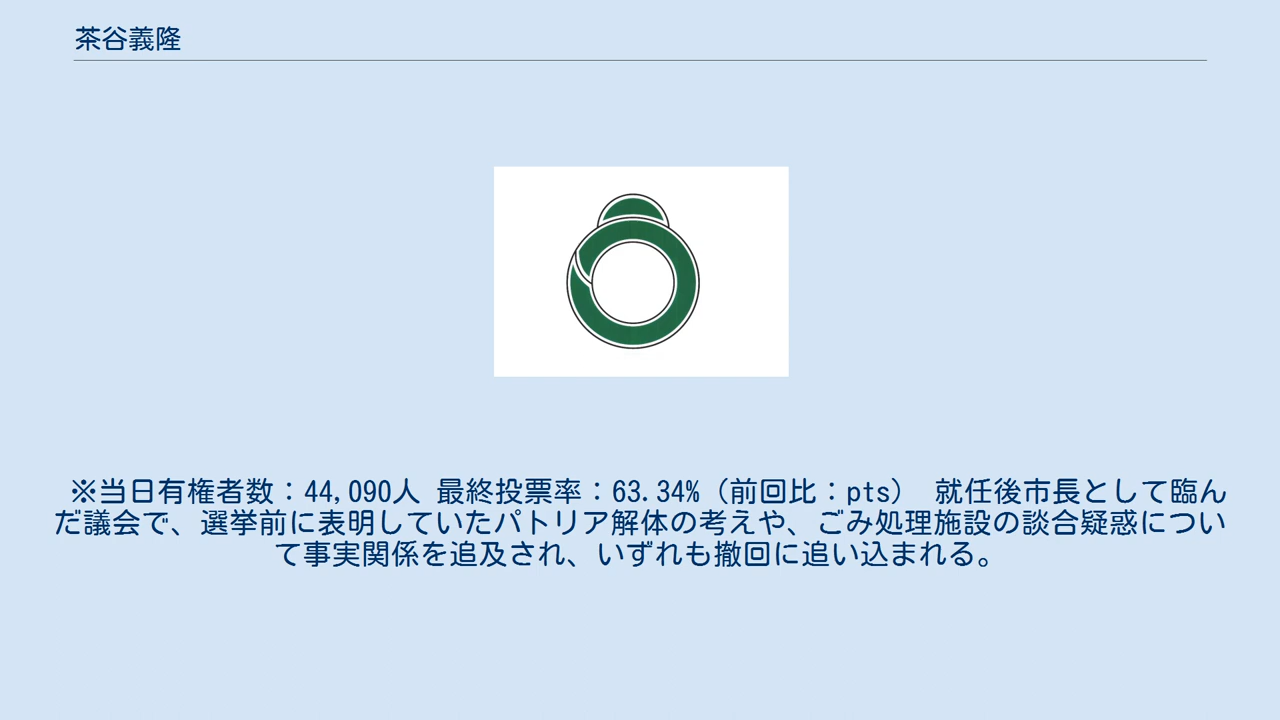 茶谷義隆
※当日有権者数：44,090人 最終投票率：63.34%（前回比：pts） 就任後市長として臨ん
だ議会で、選挙前に表明していたパトリア解体の考えや、ごみ処理施設の談合疑惑につい
て事実関係を追及され、いずれも撤回に追い込まれる。